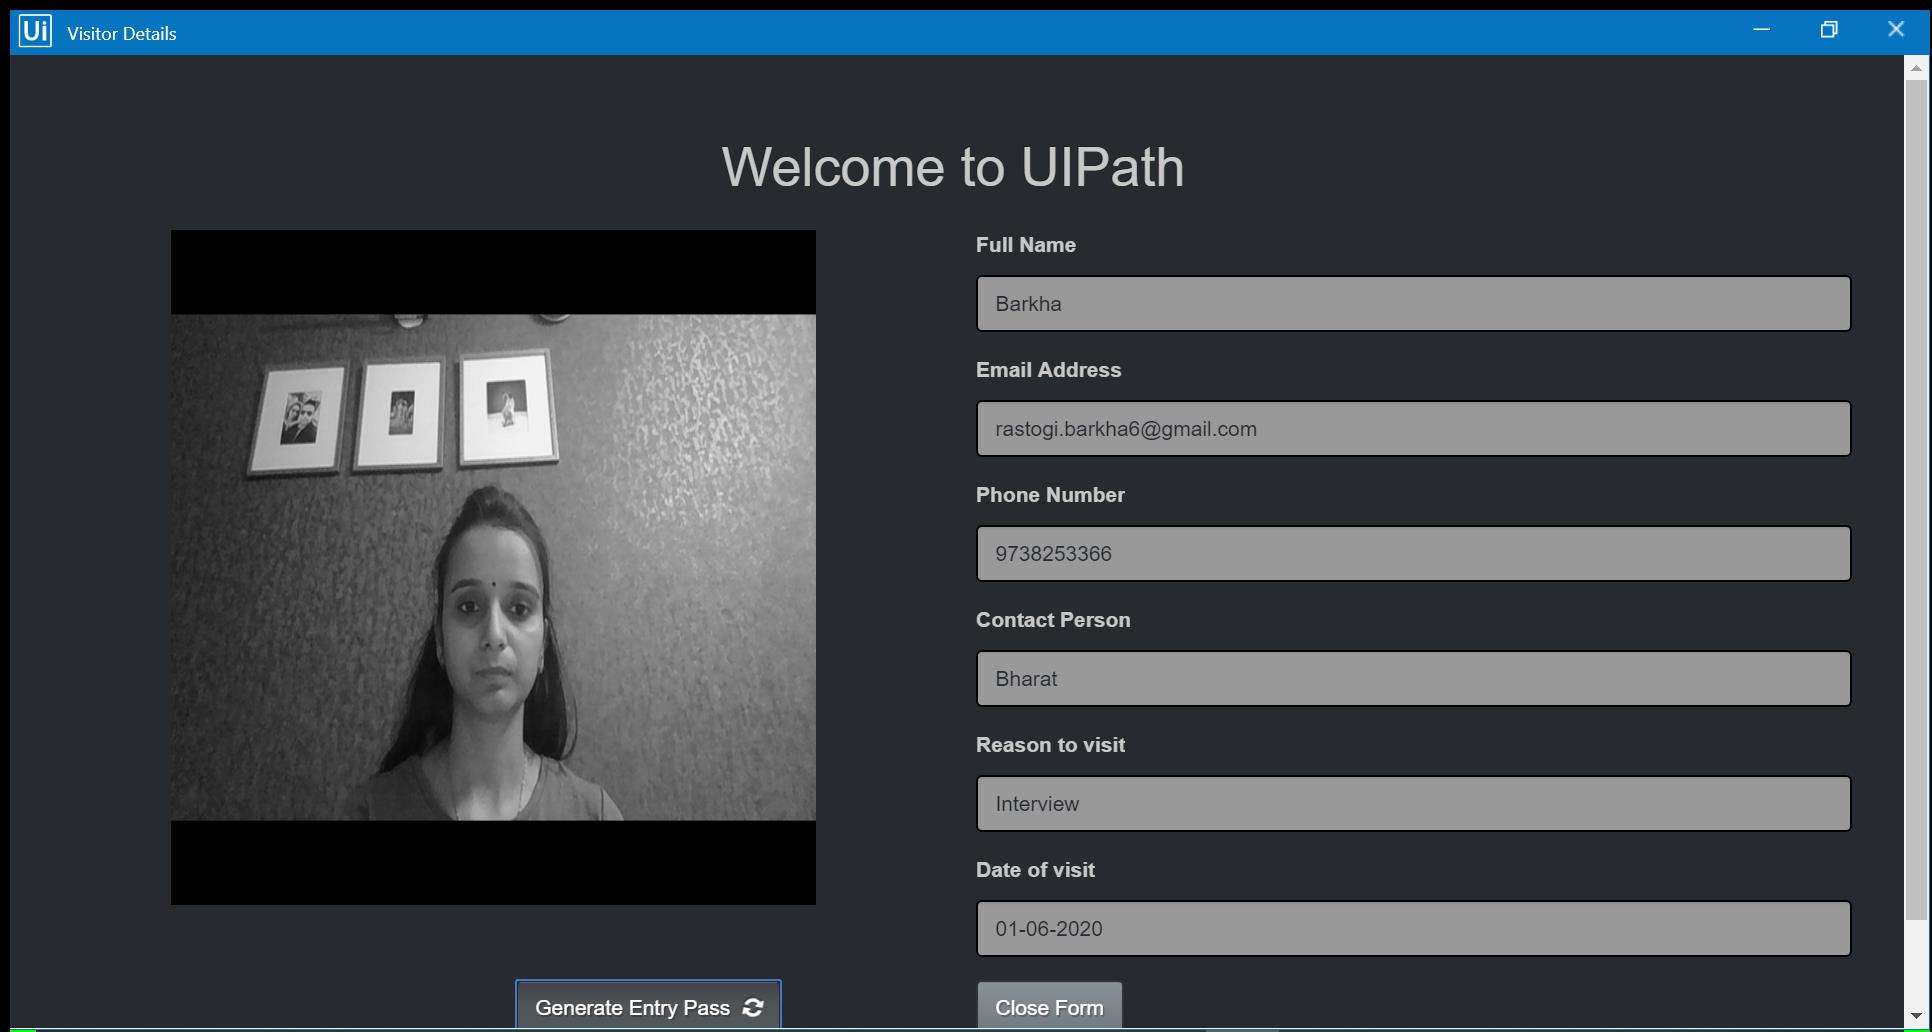 Ui Visitor Details
Welcome to UIPath
Full Name
Barkha
Email Address
rastogi.barkha6@gmail.com
Phone Number
9738253366
Contact Person
Bharat
Reason to visit
Interview
Date of visit
01-06-2020
Generate Entry Pass
Close Form